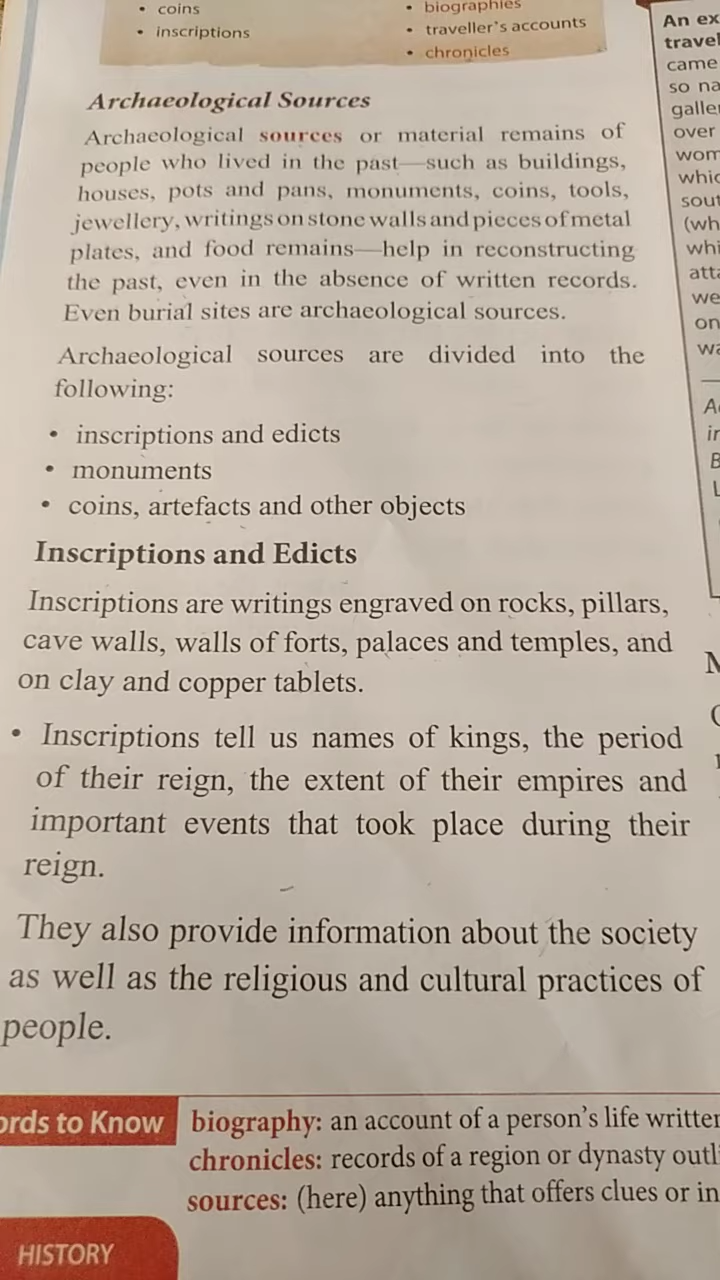 • coins
• inscriptions
• biographies
• traveller's accounts
• chronicles
Archaeological Sources
Archaeological sources or material remains of
people who lived in the past—such as buildings,
houses, pots and pans, monuments, coins, tools,
jewellery, writings on stone walls and pieces of metal
plates, and food remains—help in reconstructing
the past, even in the absence of written records.
Even burial sites are archaeological sources.
Archaeological sources are divided into the
following:
• inscriptions and edicts
• monuments
• coins, artefacts and other objects
Inscriptions and Edicts
Inscriptions are writings engraved on rocks, pillars,
cave walls, walls of forts, palaces and temples, and
on clay and copper tablets.
• Inscriptions tell us names of kings, the period
of their reign, the extent of their empires and
important events that took place during their
reign.
They also provide information about the society
as well as the religious and cultural practices of
people.
An ex
travel
came
so na
galle
over
wom
whic
sout
(wh
whi
atta
we
on
wa
ords to Know
biography: an account of a person's life written
chronicles: records of a region or dynasty outl
sources: (here) anything that offers clues or in
HISTORY